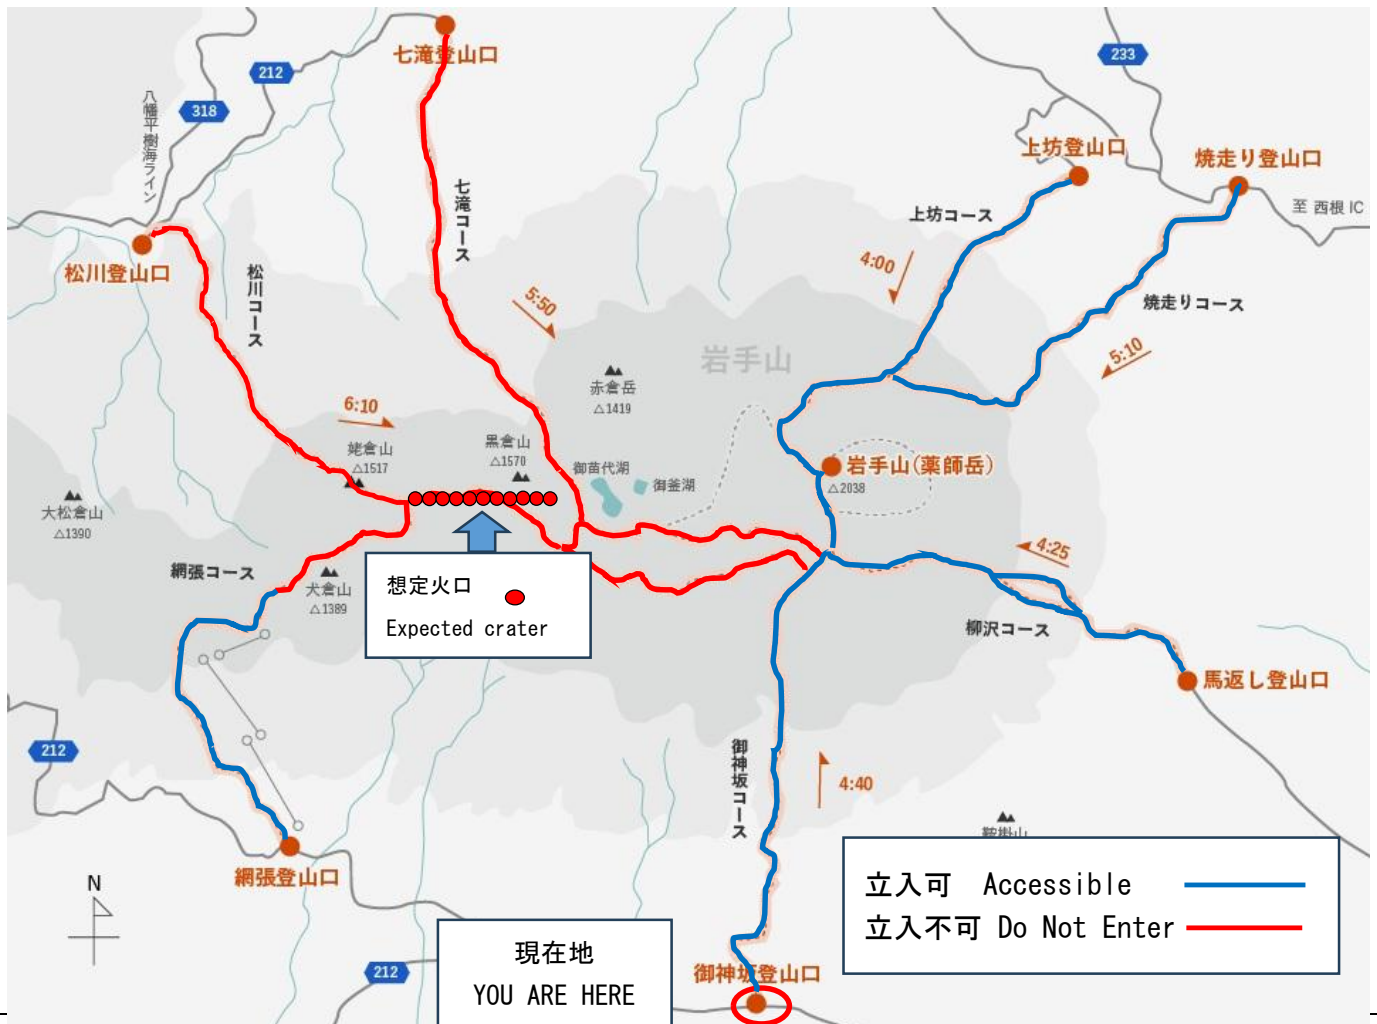 七滝登山口
212
318
233
八幡平樹海ライン
上坊登山口
焼走り登山口
至 西根 IC
七滝コース
上坊コース
松川登山口
松川コース
4:00
焼走りコース
5:50
5:10
岩手山
赤倉岳
△1419
6:10
姥倉山
△1517
黒倉山
△1570
御苗代湖
御釜湖
岩手山(薬師岳)
△2038
大松倉山
△1390
4:25
網張コース
犬倉山
△1389
想定火口
Expected crater
柳沢コース
馬返し登山口
212
御神坂コース
4:40
鞍掛山
網張登山口
N
立入可 Accessible
立入不可 Do Not Enter
現在地
YOU ARE HERE
212
御神坂登山口